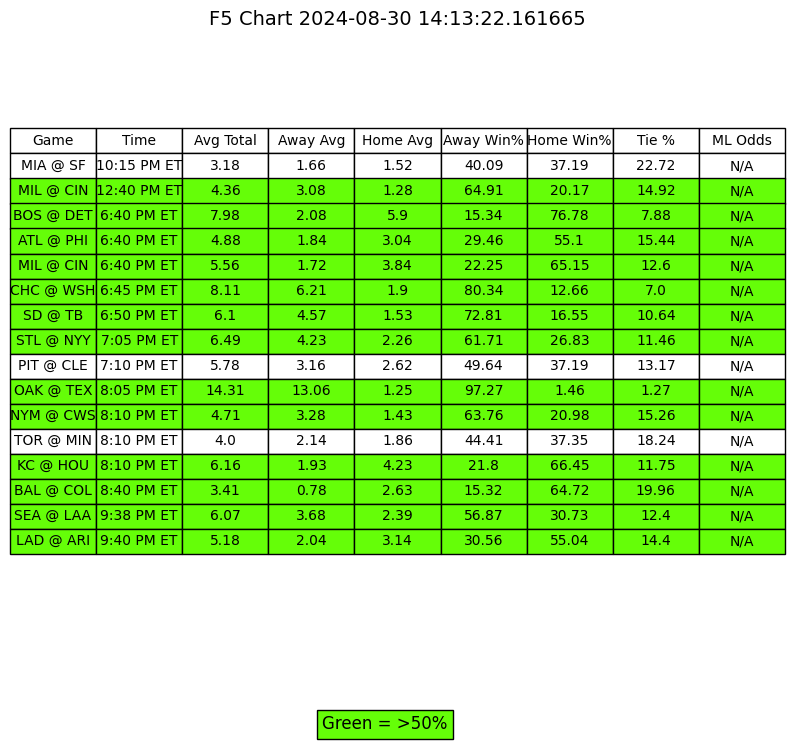 F5 Chart 2024-08-30 14:13:22.161665
Game Time Avg Total Away Avg Home Avg Away Win% Home Win% Tie % ML Odds
MIA @ SF 10:15 PM ET 3.18 1.66 1.52 40.09 37.19 22.72 N/A
MIL @ CIN 12:40 PM ET 4.36 3.08 1.28 64.91 20.17 14.92 N/A
BOS @ DET 6:40 PM ET 7.98 2.08 5.9 15.34 76.78 7.88 N/A
ATL @ PHI 6:40 PM ET 4.88 1.84 3.04 29.46 55.1 15.44 N/A
MIL @ CIN 6:40 PM ET 5.56 1.72 3.84 22.25 65.15 12.6 N/A
CHC @ WSH 6:45 PM ET 8.11 6.21 1.9 80.34 12.66 7.0 N/A
SD @ TB 6:50 PM ET 6.1 4.57 1.53 72.81 16.55 10.64 N/A
STL @ NYY 7:05 PM ET 6.49 4.23 2.26 61.71 26.83 11.46 N/A
PIT @ CLE 7:10 PM ET 5.78 3.16 2.62 49.64 37.19 13.17 N/A
OAK @ TEX 8:05 PM ET 14.31 13.06 1.25 97.27 1.46 1.27 N/A
NYM @ CWS 8:10 PM ET 4.71 3.28 1.43 63.76 20.98 15.26 N/A
TOR @ MIN 8:10 PM ET 4.0 2.14 1.86 44.41 37.35 18.24 N/A
KC @ HOU 8:10 PM ET 6.16 1.93 4.23 21.8 66.45 11.75 N/A
BAL @ COL 8:40 PM ET 3.41 0.78 2.63 15.32 64.72 19.96 N/A
SEA @ LAA 9:38 PM ET 6.07 3.68 2.39 56.87 30.73 12.4 N/A
LAD @ ARI 9:40 PM ET 5.18 2.04 3.14 30.56 55.04 14.4 N/A
Green = >50%